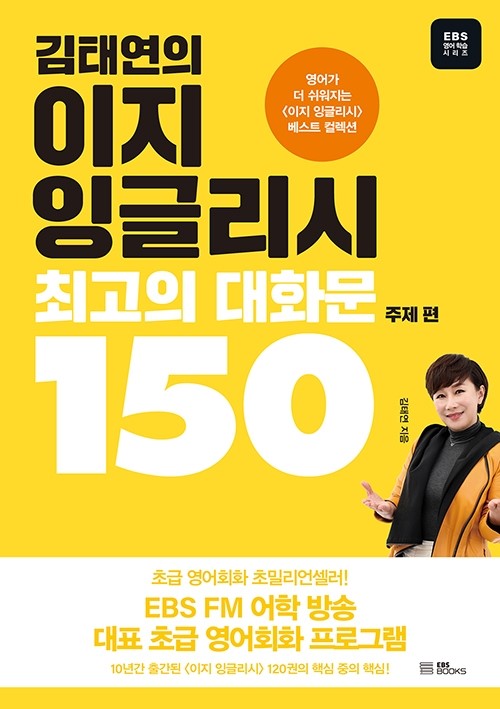 EBS
영어 학습
시리즈
김태연의
이지
잉글리시
영어가
더 쉬워지는
〈이지 잉글리시〉
베스트 컬렉션
최고의 대화문 주제 편
150
김태연 지음
초급 영어회화 초밀리언셀러!
EBS FM 어학 방송
대표 초급 영어회화 프로그램
10년간 출간된 〈이지 잉글리시〉 120권의 핵심 중의 핵심!
EBS
BOOKS